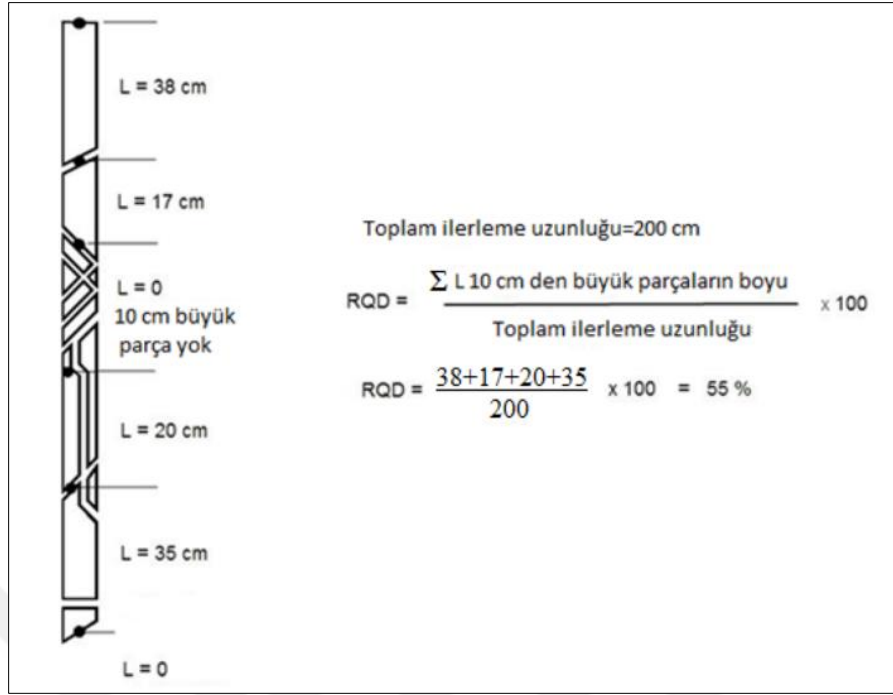 L = 38 cm
L = 17 cm
L = 0
10 cm büyük
parça yok
L = 20 cm
L = 35 cm
L = 0
Toplam ilerleme uzunluğu=200 cm
RQD = ∑ L 10 cm den büyük parçaların boyu x 100
Toplam ilerleme uzunluğu
RQD = 38+17+20+35 x 100 = 55 %
200